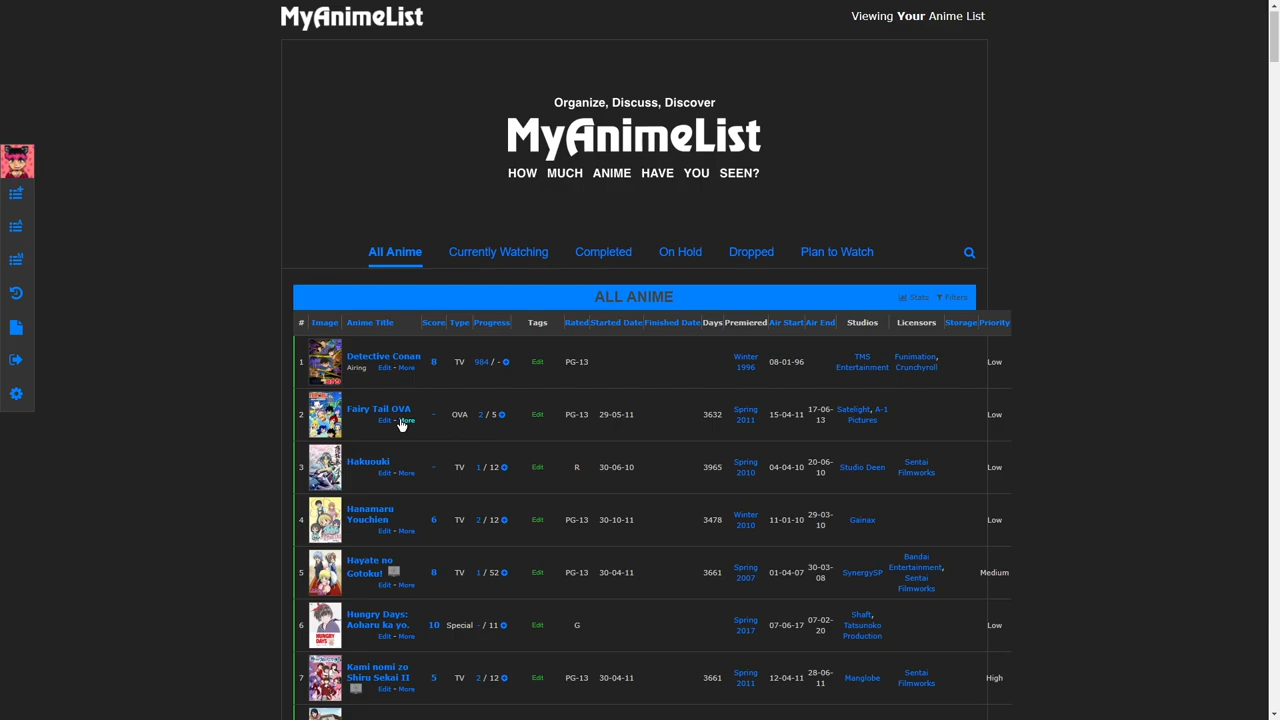 MyAnimeList
Viewing Your Anime List
Organize, Discuss, Discover
MyAnimeList
HOW MUCH ANIME HAVE YOU SEEN?
All Anime Currently Watching Completed On Hold Dropped Plan to Watch
ALL ANIME Stats Filters
# Image Anime Title Score Type Progress Tags Rated Started Date Finished Date Days Premiered Air Start Air End Studios Licensors Storage Priority
1 Detective Conan Airing Edit - More 8 TV 984 / - Edit PG-13 Winter 1996 08-01-96 TMS Entertainment Funimation, Crunchyroll Low
2 Fairy Tail OVA Edit - More - OVA 2 / 5 Edit PG-13 29-05-11 3632 Spring 2011 15-04-11 17-06-13 Satelight, A-1 Pictures Low
3 Hakuouki Edit - More - TV 1 / 12 Edit R 30-06-10 3965 Spring 2010 04-04-10 20-06-10 Studio Deen Sentai Filmworks Low
4 Hanamaru Youchien Edit - More 6 TV 2 / 12 Edit PG-13 30-10-11 3478 Winter 2010 11-01-10 29-03-10 Gainax Low
5 Hayate no Gotoku! Edit - More 8 TV 1 / 52 Edit PG-13 30-04-11 3661 Spring 2007 01-04-07 30-03-08 SynergySP Bandai Entertainment, Sentai Filmworks Medium
6 Hungry Days: Aoharu ka yo. Edit - More 10 Special - / 11 Edit G Spring 2017 07-06-17 07-02-20 Shaft, Tatsunoko Production Low
7 Kami nomi zo Shiru Sekai II Edit - More 5 TV 2 / 12 Edit PG-13 30-04-11 3661 Spring 2011 12-04-11 28-06-11 Manglobe Sentai Filmworks High